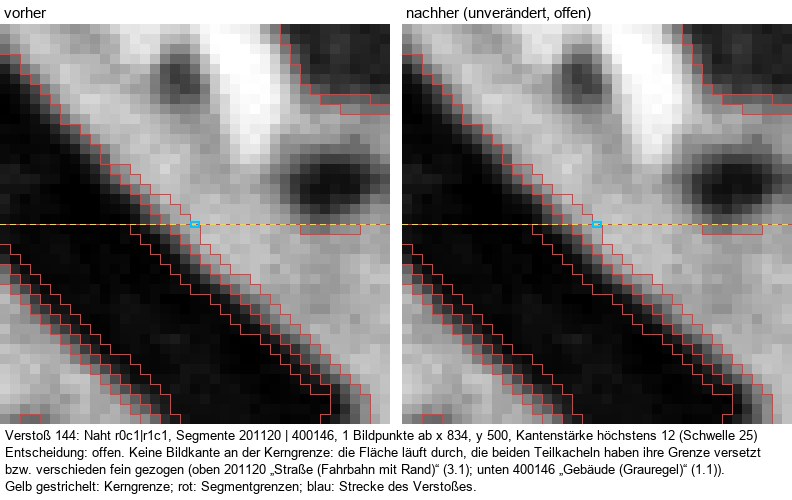 vorher
nachher (unverändert, offen)
Verstoß 144: Naht r0c1|r1c1, Segmente 201120 | 400146, 1 Bildpunkte ab x 834, y 500, Kantenstärke höchstens 12 (Schwelle 25)
Entscheidung: offen. Keine Bildkante an der Kerngrenze: die Fläche läuft durch, die beiden Teilkacheln haben ihre Grenze versetzt
bzw. verschieden fein gezogen (oben 201120 „Straße (Fahrbahn mit Rand)“ (3.1); unten 400146 „Gebäude (Grauregel)“ (1.1)).
Gelb gestrichelt: Kerngrenze; rot: Segmentgrenzen; blau: Strecke des Verstoßes.